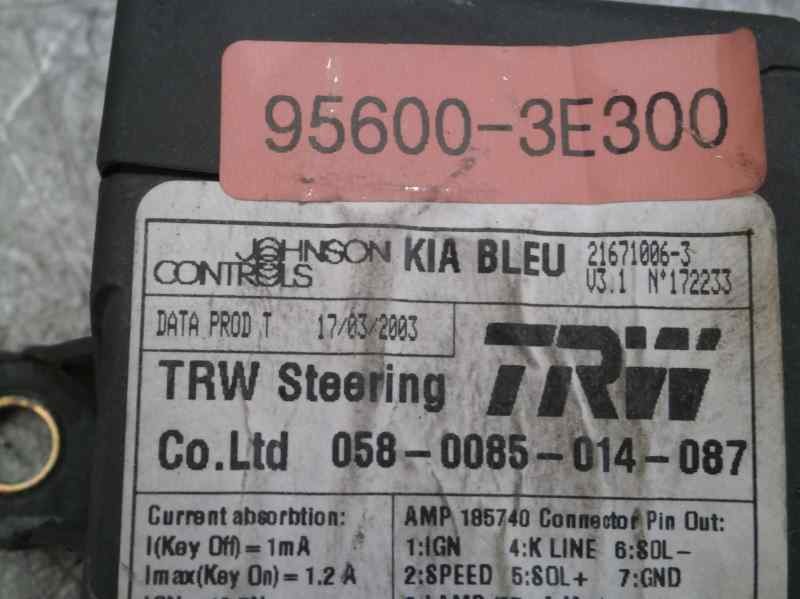 95600-3E300
JOHNSON CONTROLS
KIA BLEU
21671006-3
V3.1 N°172233
DATA PROD T 17/03/2003
TRW
TRW Steering
Co.Ltd 058-0085-014-087
Current absorbtion:
I(Key Off)=1mA
Imax(Key On)=1.2 A
AMP 185740 Connector Pin Out:
1:IGN 4:K LINE 6:SOL-
2:SPEED 5:SOL+ 7:GND